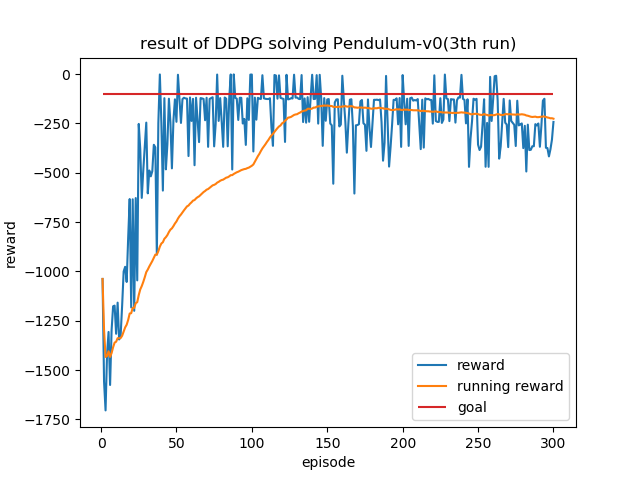 result of DDPG solving Pendulum-v0(3th run)
0
−250
−500
−750
−1000
−1250
−1500
−1750
reward
0
50
100
150
200
250
300
episode
reward
running reward
goal